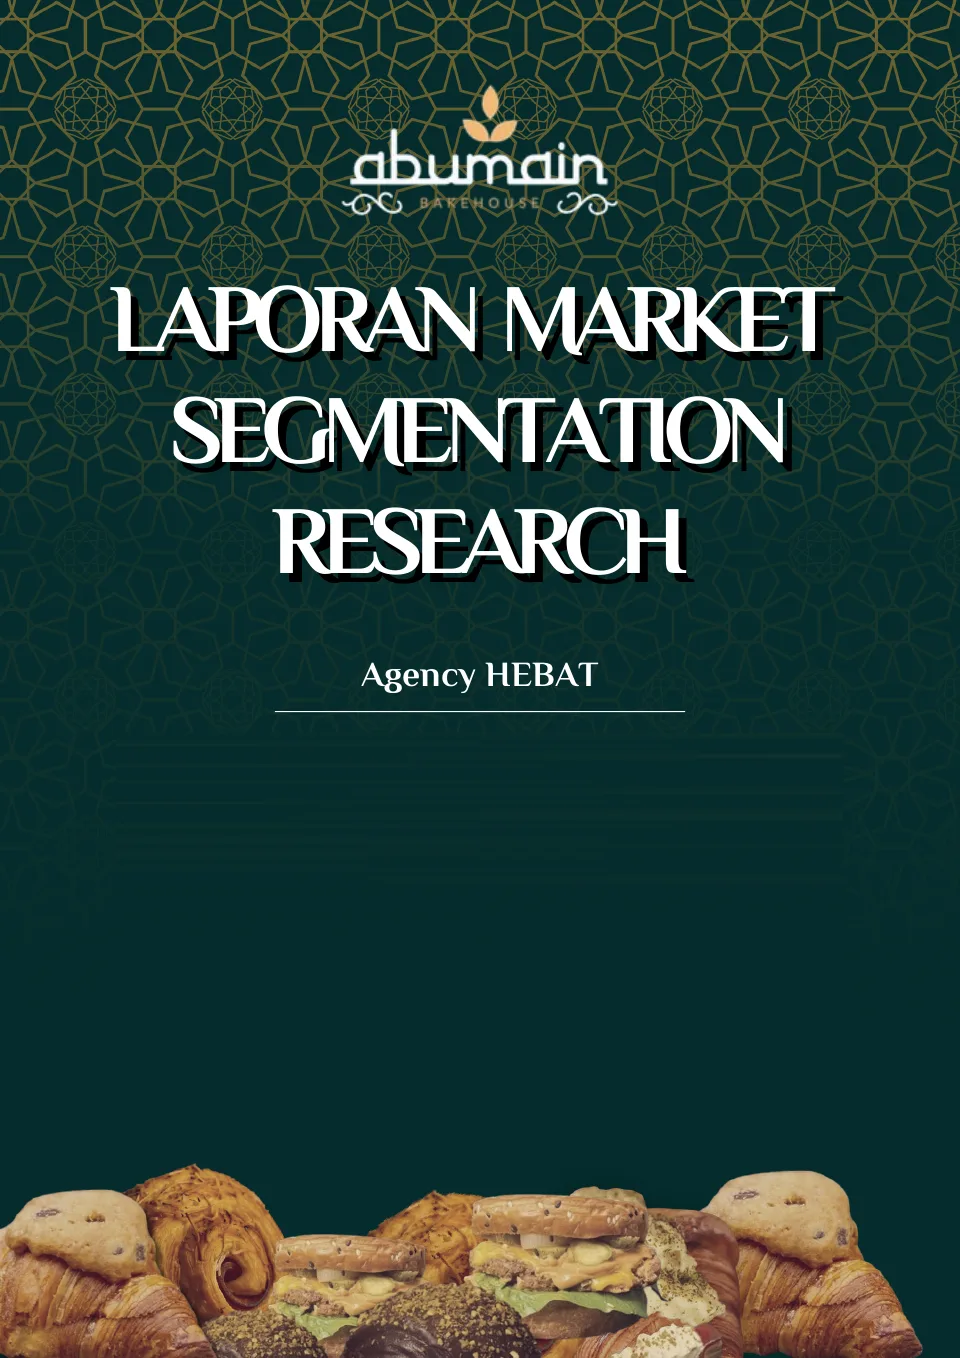 abumain
BAKEHOUSE
LAPORAN MARKET
SEGMENTATION
RESEARCH
Agency HEBAT